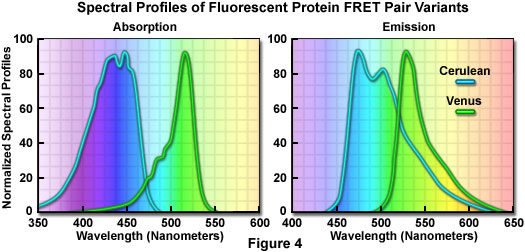 Spectral Profiles of Fluorescent Protein FRET Pair Variants
Absorption
Emission
Normalized Spectral Profiles
100
80
60
40
20
0
350
400
450
500
550
600
Wavelength (Nanometers)
100
80
60
40
20
0
400
450
500
550
600
650
Wavelength (Nanometers)
Cerulean
Venus
Figure 4